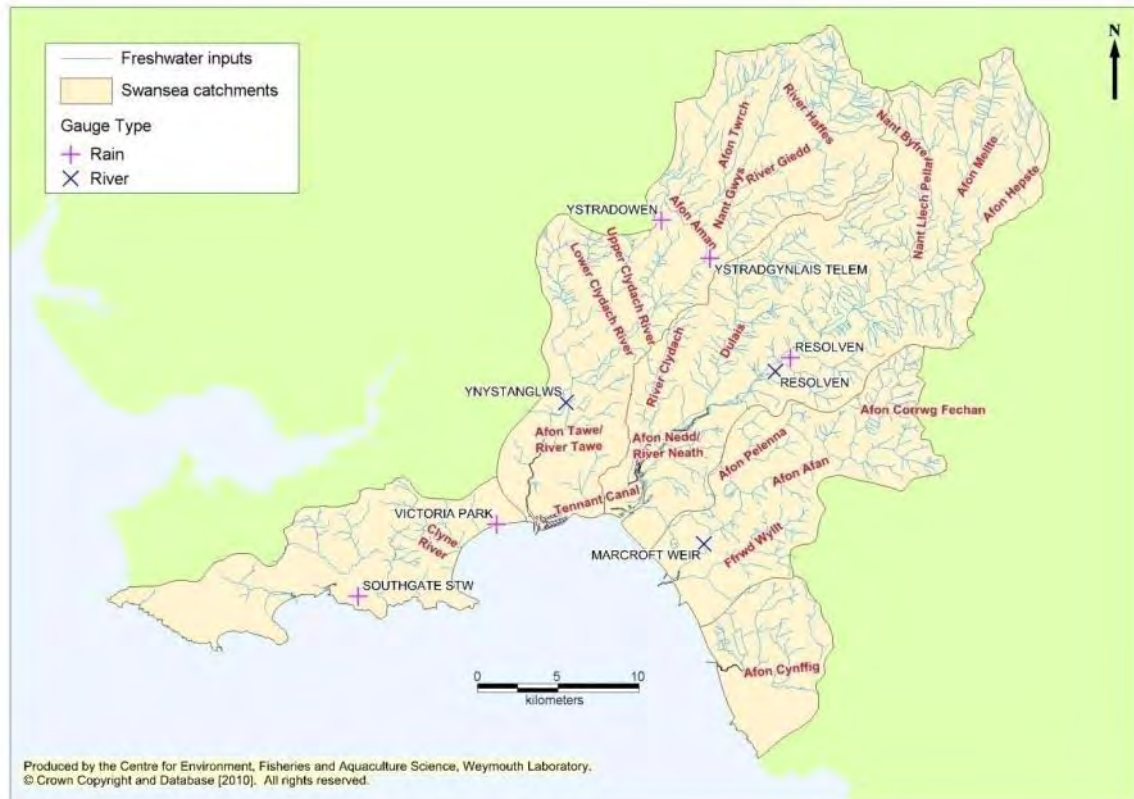 N
Freshwater inputs
Swansea catchments
Gauge Type
Rain
River
Afon Twrch
River Haffes
Nant Byfre
Afon Mellte
Afon Hepste
Nant Llech Pellaf
Nant Gwys
River Giedd
YSTRADOWEN
Afon Aman
YSTRADGYNLAIS TELEM
Upper Clydach River
Lower Clydach River
River Clydach
Dulais
RESOLVEN
RESOLVEN
YNYSTANGLWS
Afon Corrwg Fechan
Afon Tawe/
River Tawe
Afon Nedd/
River Neath
Afon Pelenna
Afon Afan
Tennant Canal
VICTORIA PARK
Clyne
River
MARCROFT WEIR
Ffrwd Wyllt
SOUTHGATE STW
Afon Cynffig
0 5 10
kilometers
Produced by the Centre for Environment, Fisheries and Aquaculture Science, Weymouth Laboratory.
© Crown Copyright and Database [2010]. All rights reserved.